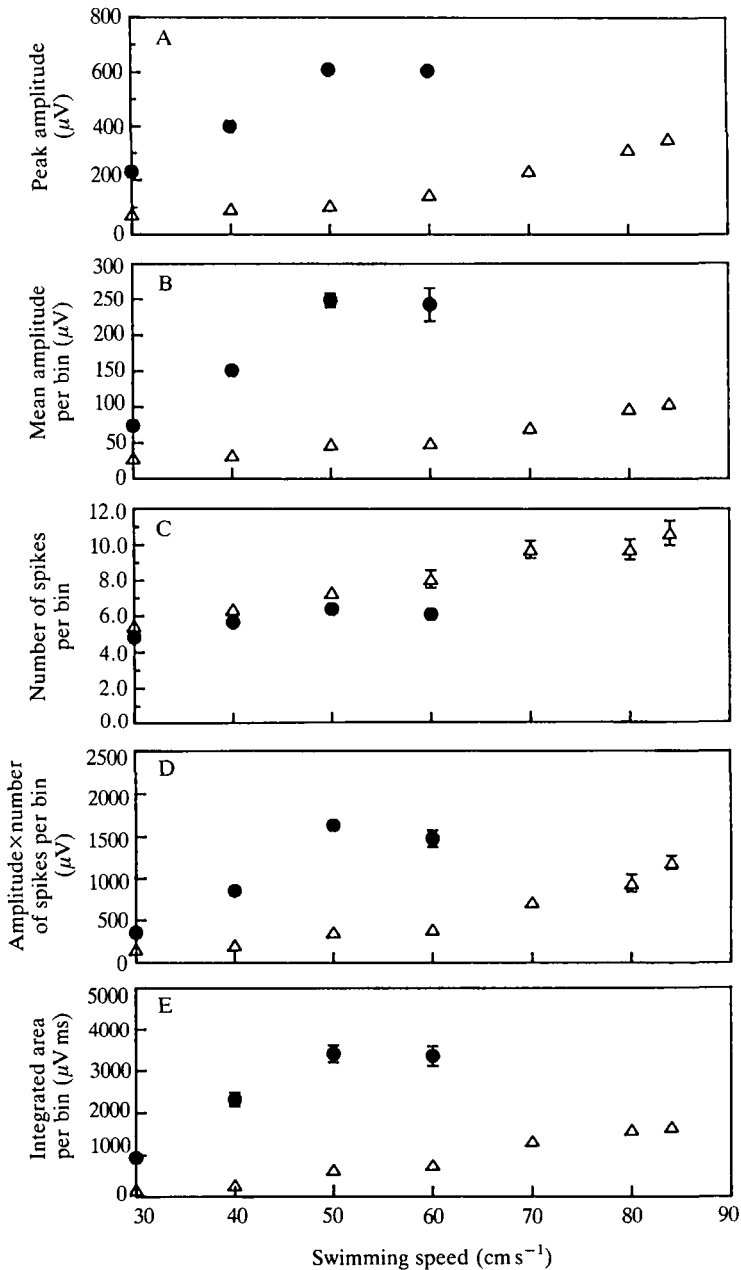 A
Peak amplitude
(μV)
800
600
400
200
0
B
Mean amplitude
per bin (μV)
300
250
200
150
100
50
0
C
Number of spikes
per bin
12.0
10.0
8.0
6.0
4.0
2.0
0.0
D
Amplitude×number
of spikes per bin
(μV)
2500
2000
1500
1000
500
0
E
Integrated area
per bin (μV ms)
5000
4000
3000
2000
1000
0
30 40 50 60 70 80 90
Swimming speed (cm s⁻¹)